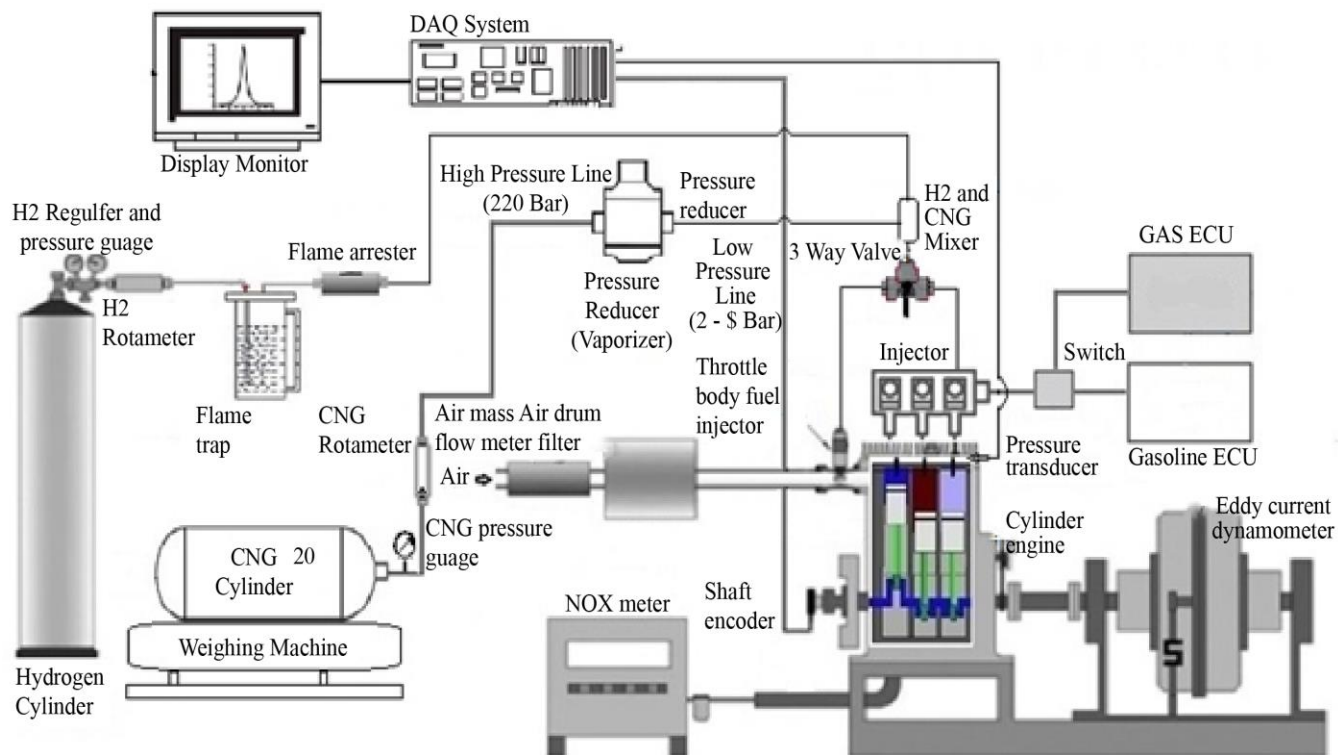 DAQ System
Display Monitor
High Pressure Line
(220 Bar)
Pressure
reducer
H2 and
CNG
Mixer
H2 Regulfer and
pressure guage
Flame arrester
3 Way Valve
GAS ECU
H2
Rotameter
Pressure
Reducer
(Vaporizer)
Low
Pressure
Line
(2 - $ Bar)
Injector
Switch
Throttle
body fuel
injector
Flame
trap
CNG
Rotameter
Air mass Air drum
flow meter filter
Air
Pressure
transducer
Gasoline ECU
CNG pressure
guage
CNG 20
Cylinder
Cylinder
engine
Eddy current
dynamometer
Shaft
encoder
NOX meter
Weighing Machine
Hydrogen
Cylinder
S